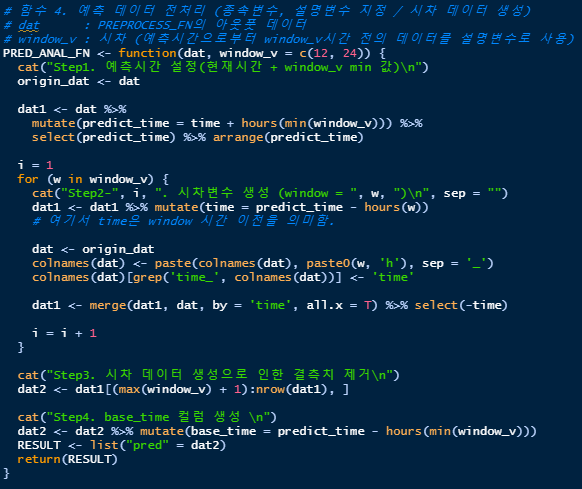 # 함수 4. 예측 데이터 전처리 (종속변수, 설명변수 지정 / 시차 데이터 생성)
# dat      : PREPROCESS_FN의 아웃풋 데이터
# window_v : 시차 (예측시간으로부터 window_v시간 전의 데이터를 설명변수로 사용)
PRED_ANAL_FN <- function(dat, window_v = c(12, 24)) {
  cat("Step1. 예측시간 설정(현재시간 + window_v min 값)\n")
  origin_dat <- dat
  dat1 <- dat %>%
    mutate(predict_time = time + hours(min(window_v))) %>%
    select(predict_time) %>% arrange(predict_time)
  i = 1
  for (w in window_v) {
    cat("Step2-", i, ". 시차변수 생성 (window = ", w, ")\n", sep = "")
    dat1 <- dat1 %>% mutate(time = predict_time - hours(w))
    # 여기서 time은 window 시간 이전를 의미함.
    dat <- origin_dat
    colnames(dat) <- paste(colnames(dat), paste0(w, 'h'), sep = '_')
    colnames(dat)[grep('time_', colnames(dat))] <- 'time'
    dat1 <- merge(dat1, dat, by = 'time', all.x = T) %>% select(-time)
    i = i + 1
  }
  cat("Step3. 시차 데이터 생성으로 인한 결측치 제거\n")
  dat2 <- dat1[(max(window_v) + 1):nrow(dat1), ]
  cat("Step4. base_time 컬럼 생성 \n")
  dat2 <- dat2 %>% mutate(base_time = predict_time - hours(min(window_v)))
  RESULT <- list("pred" = dat2)
  return(RESULT)
}